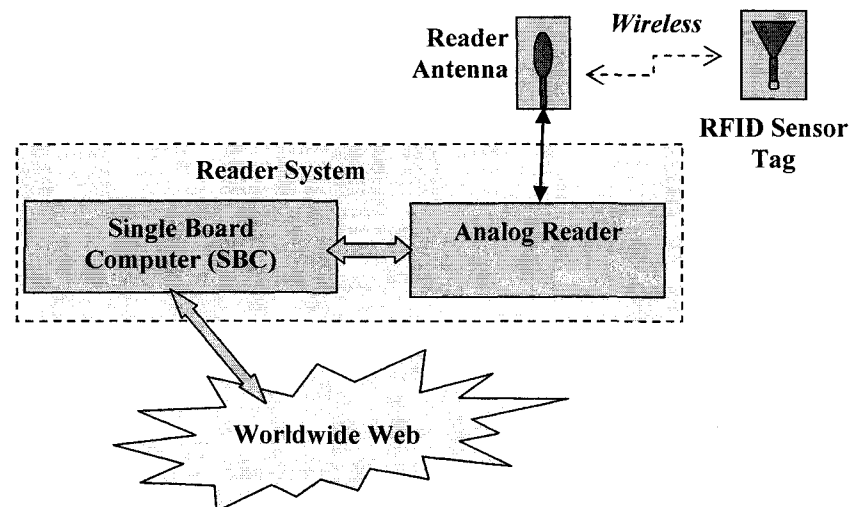 Reader
Antenna
Wireless
RFID Sensor
Tag
Reader System
Single Board
Computer (SBC)
Analog Reader
Worldwide Web